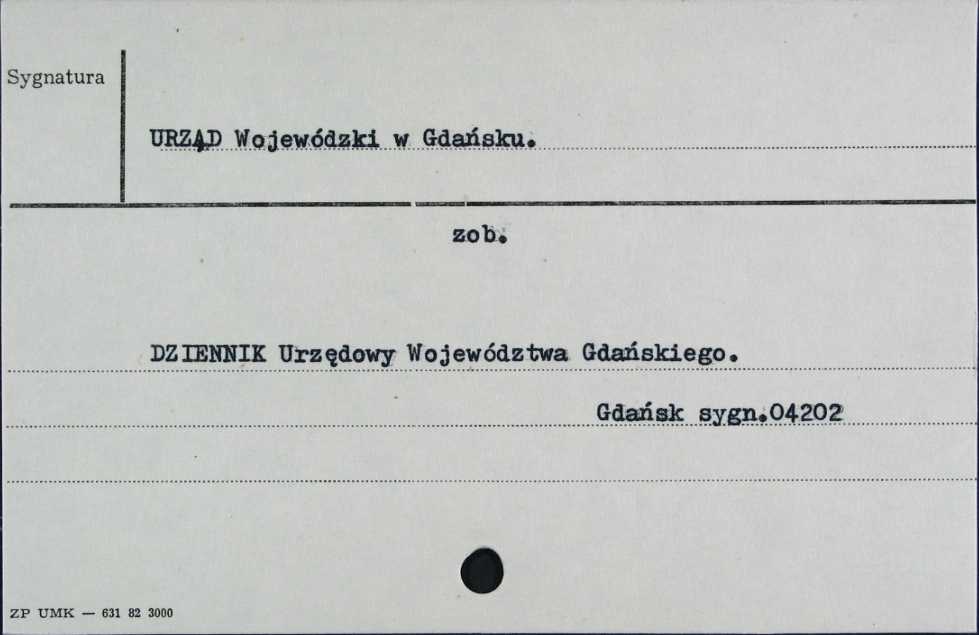 Sygnatura
URZĄD Wojewódzki w Gdańsku.
zob.
DZIENNIK Urzędowy Województwa Gdańskiego.
Gdańsk sygn.04202
ZP UMK — 631 82 3000